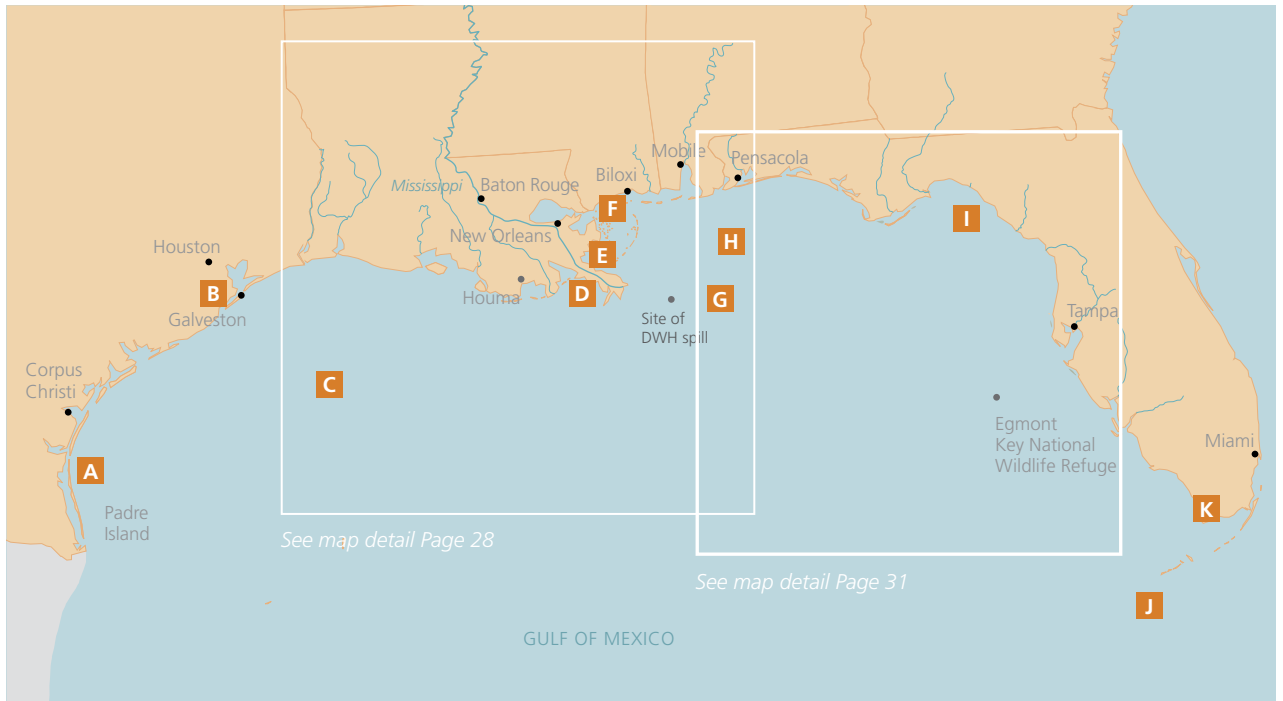 Mobile
Pensacola
Biloxi
Mississippi
Baton Rouge
F
I
New Orleans
H
E
Houston
B
D
G
Houma
Galveston
Site of
DWH spill
Tampa
Corpus
Christi
C
Egmont
Key National
Wildlife Refuge
Miami
A
Padre
Island
K
See map detail Page 28
See map detail Page 31
J
GULF OF MEXICO